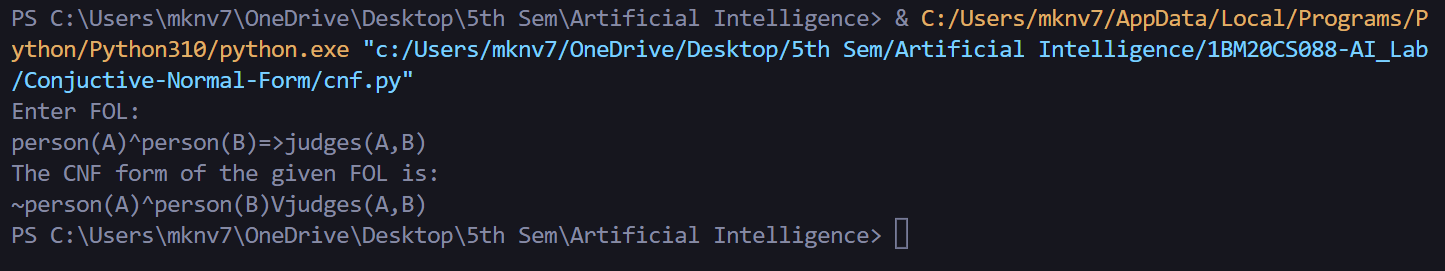 PS C:\Users\mknv7\OneDrive\Desktop\5th Sem\Artificial Intelligence> & C:/Users/mknv7/AppData/Local/Programs/P
ython/Python310/python.exe "c:/Users/mknv7/OneDrive/Desktop/5th Sem/Artificial Intelligence/1BM20CS088-AI_Lab
/Conjuctive-Normal-Form/cnf.py"
Enter FOL:
person(A)^person(B)=>judges(A,B)
The CNF form of the given FOL is:
~person(A)^person(B)Vjudges(A,B)
PS C:\Users\mknv7\OneDrive\Desktop\5th Sem\Artificial Intelligence>